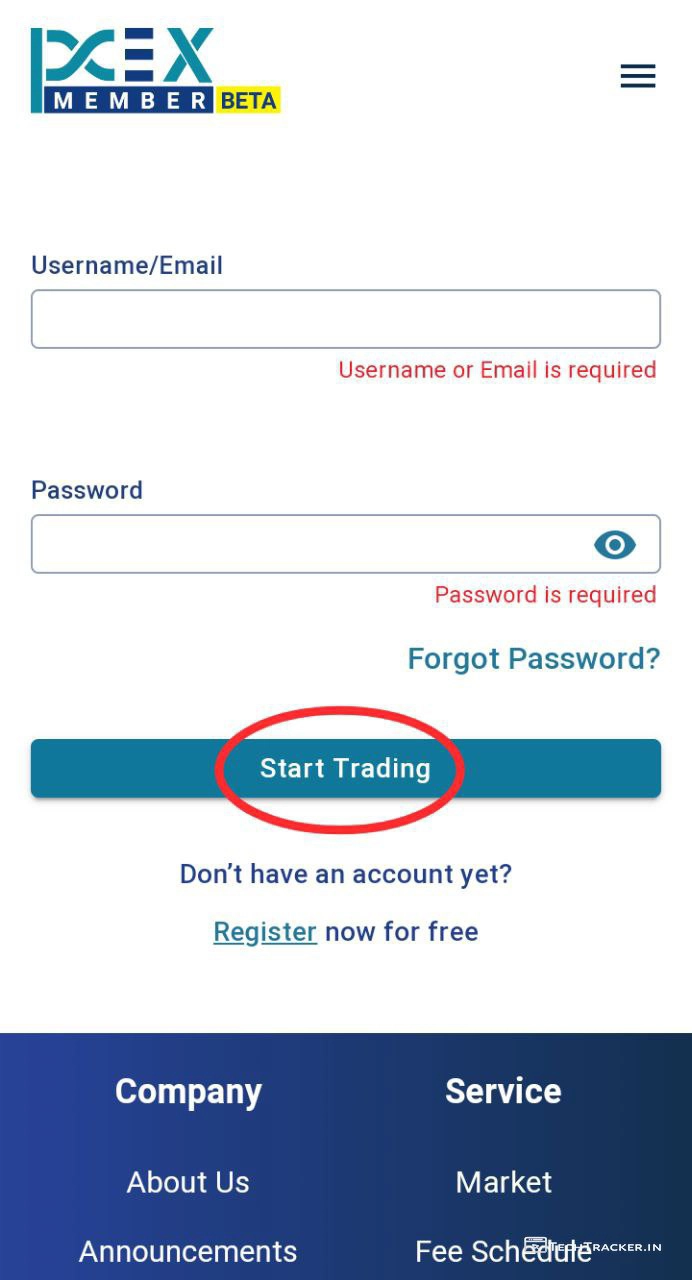 PCEX
MEMBER BETA
Username/Email
Username or Email is required
Password
Password is required
Forgot Password?
Start Trading
Don't have an account yet?
Register now for free
Company Service
About Us Market
Announcements Fee Schedule
TECHTRACKER.IN